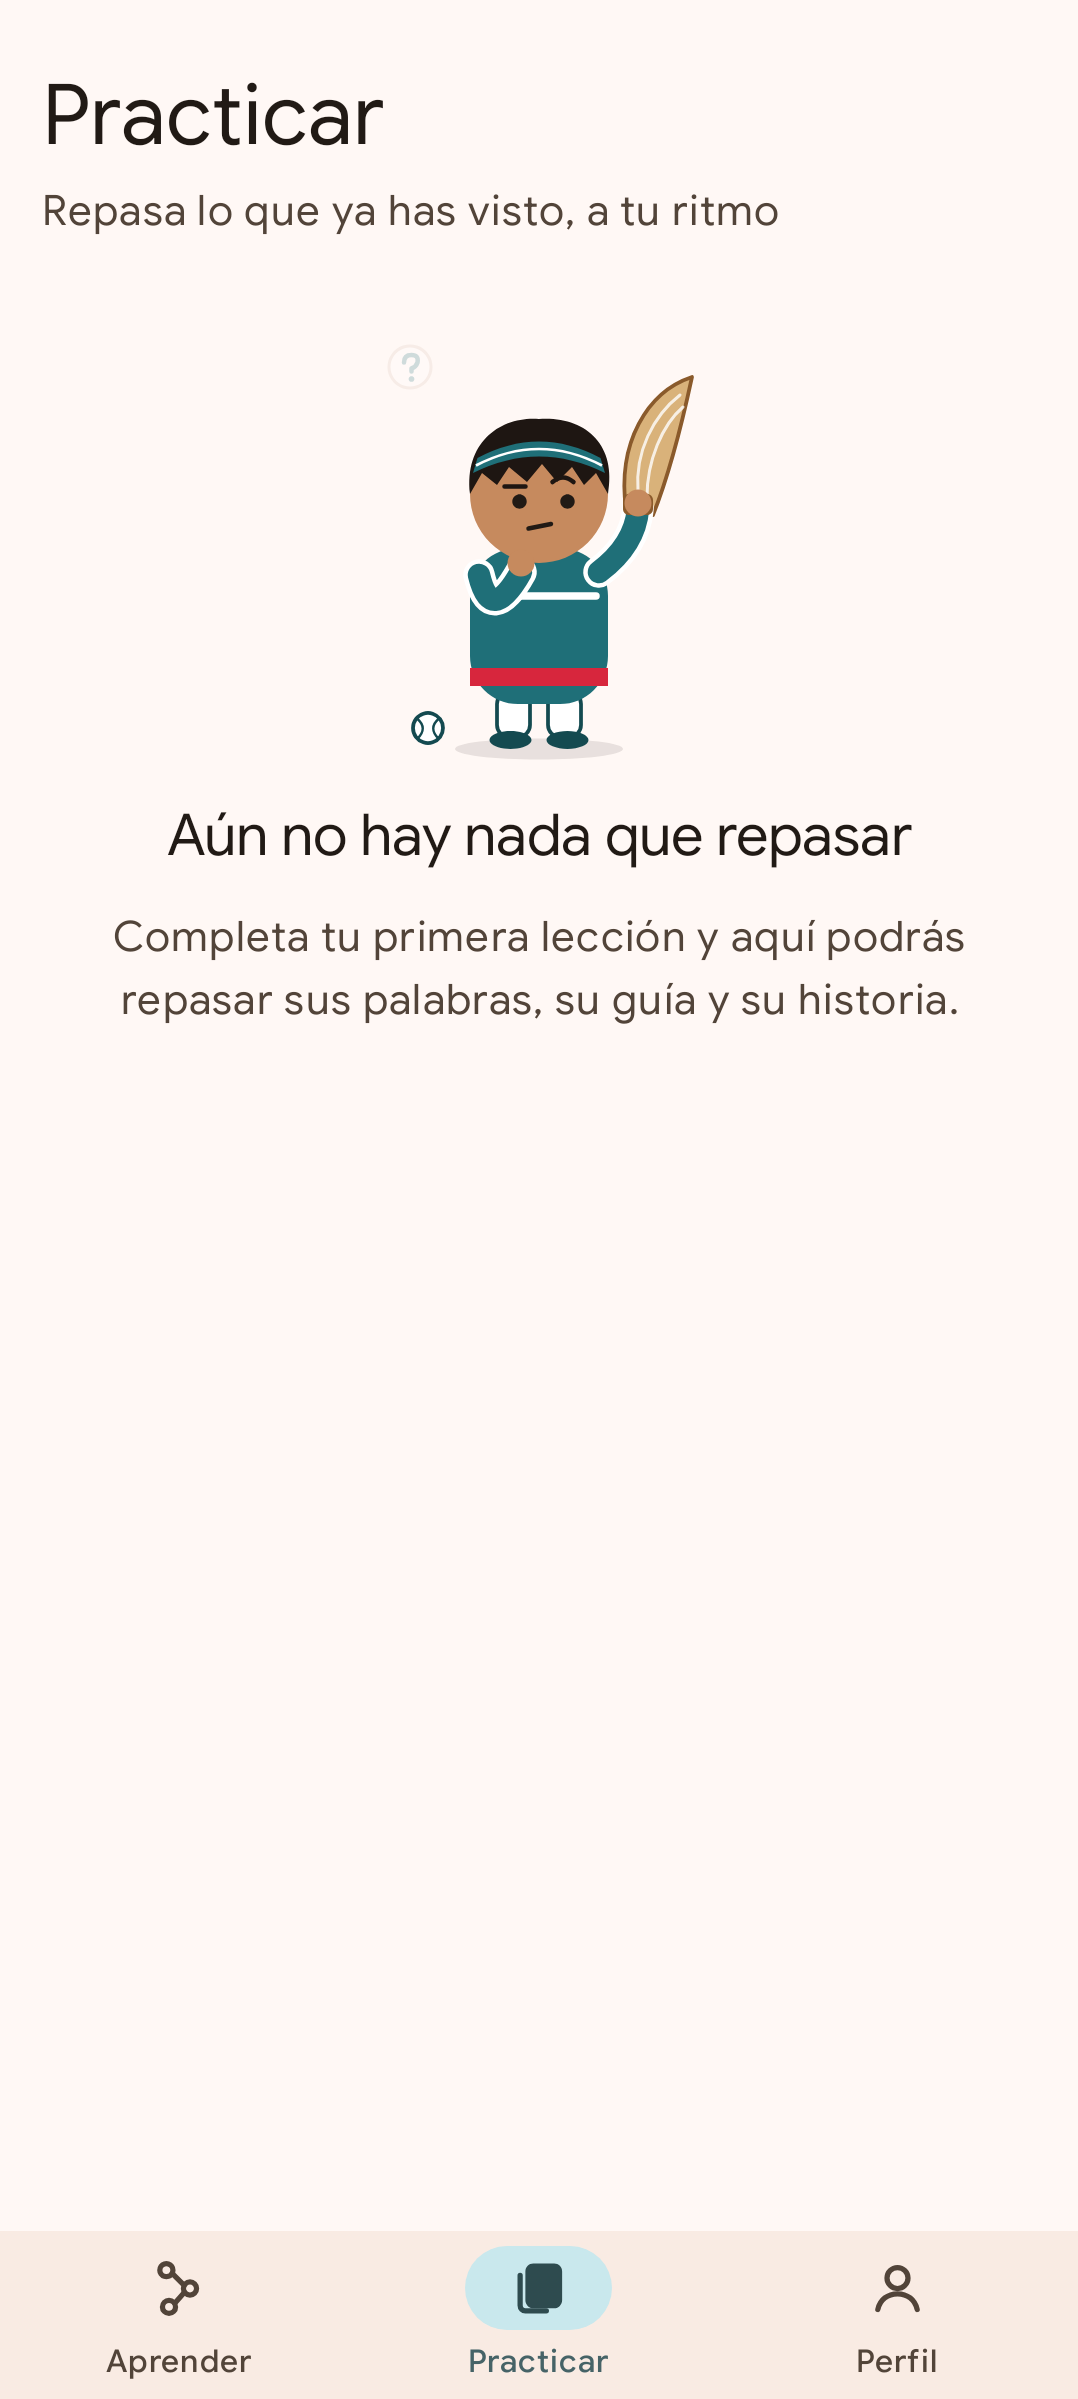 Practicar
Repasa lo que ya has visto, a tu ritmo
?
Aún no hay nada que repasar
Completa tu primera lección y aquí podrás
repasar sus palabras, su guía y su historia.
Aprender
Practicar
Perfil